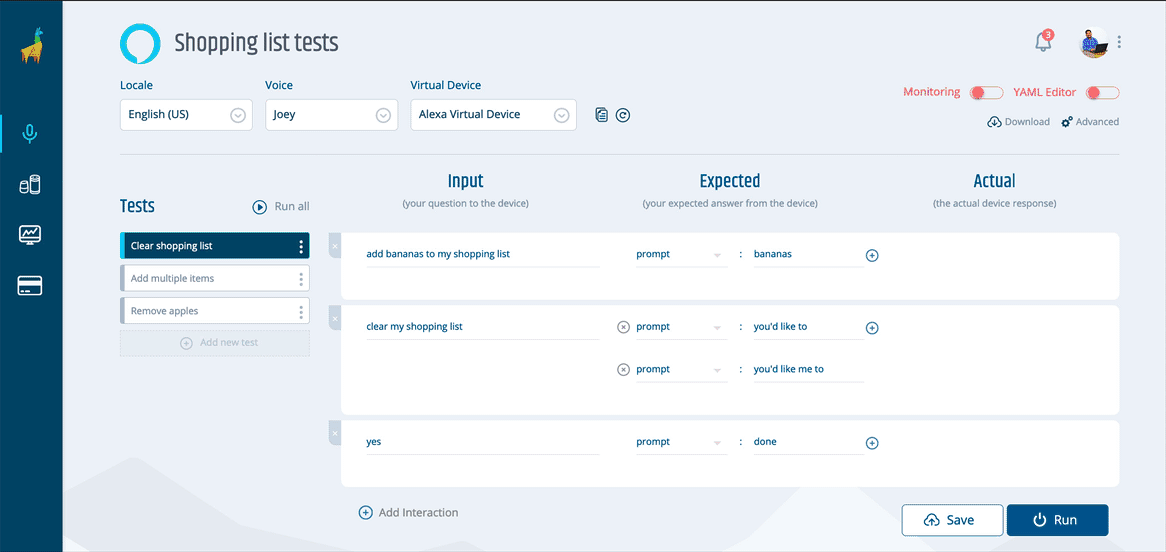 Shopping list tests
3
Locale
Voice
Virtual Device
English (US)
Joey
Alexa Virtual Device
Monitoring
YAML Editor
Download
Advanced
Tests
Run all
Input
(your question to the device)
Expected
(your expected answer from the device)
Actual
(the actual device response)
Clear shopping list
Add multiple items
Remove apples
Add new test
add bananas to my shopping list
prompt
:
bananas
clear my shopping list
prompt
:
you'd like to
prompt
:
you'd like me to
yes
prompt
:
done
Add Interaction
Save
Run